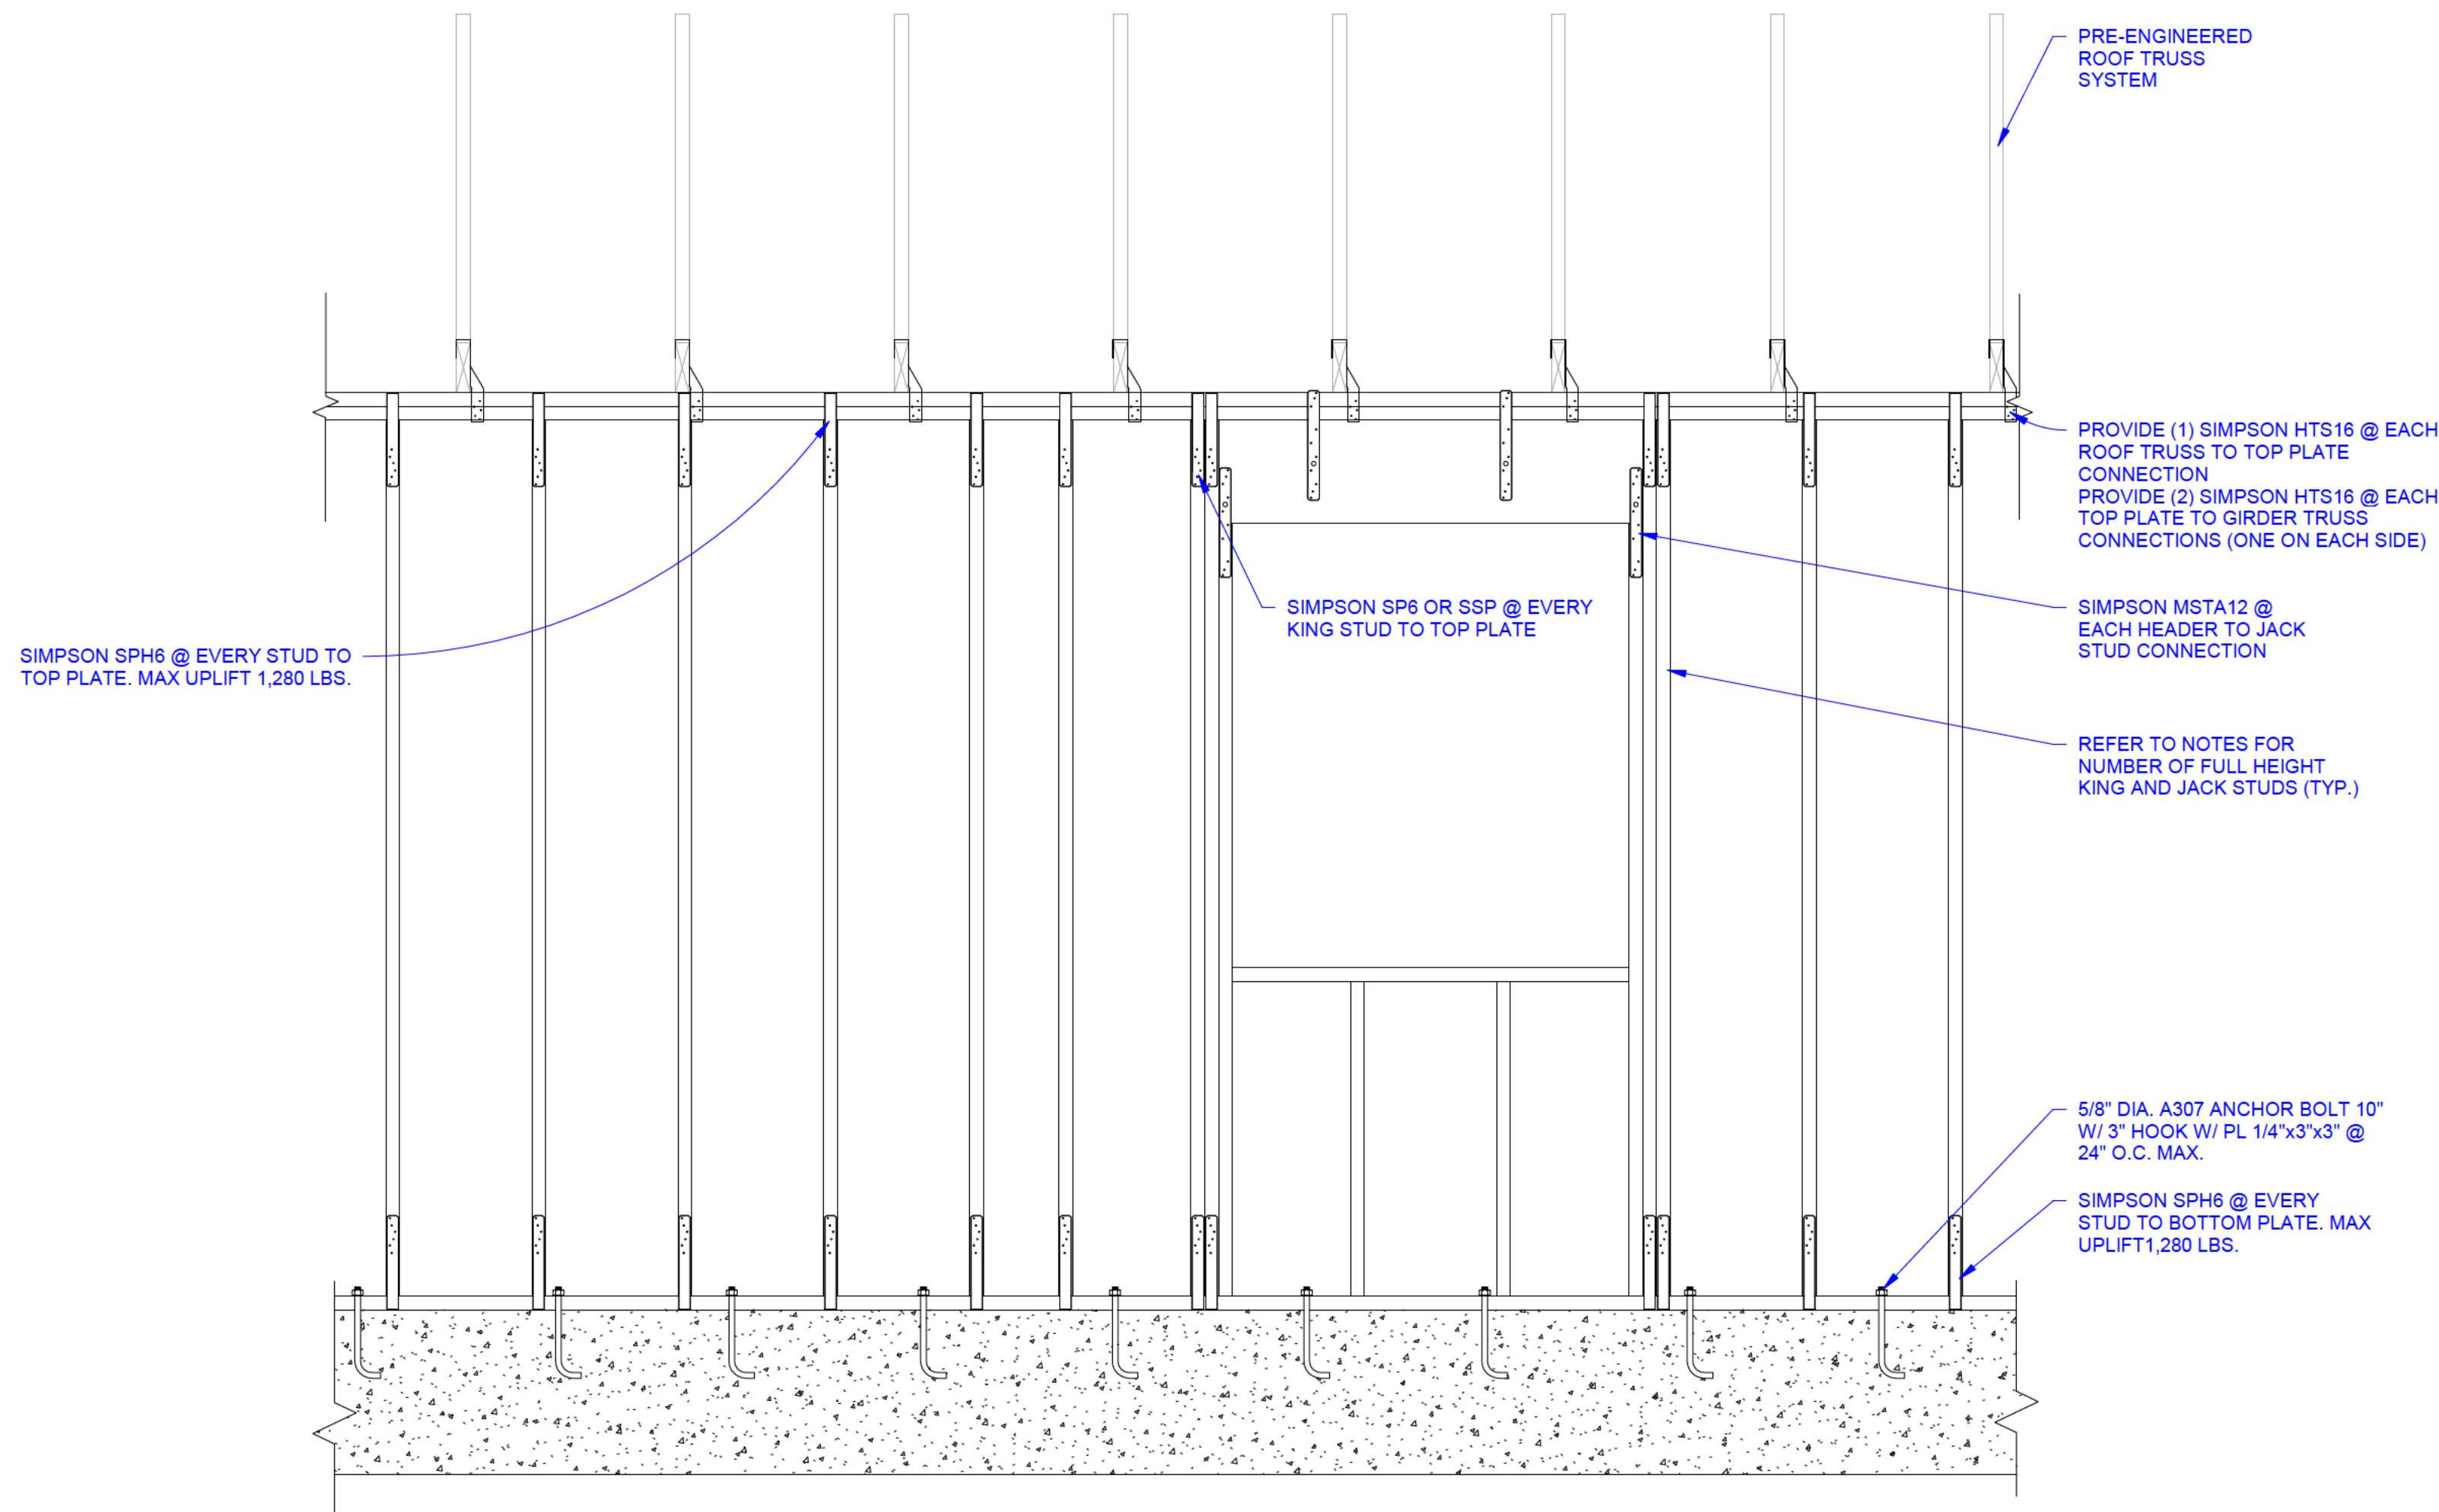 PRE-ENGINEERED
ROOF TRUSS
SYSTEM
PROVIDE (1) SIMPSON HTS16 @ EACH
ROOF TRUSS TO TOP PLATE
CONNECTION
PROVIDE (2) SIMPSON HTS16 @ EACH
TOP PLATE TO GIRDER TRUSS
CONNECTIONS (ONE ON EACH SIDE)
SIMPSON SP6 OR SSP @ EVERY
KING STUD TO TOP PLATE
SIMPSON MSTA12 @
EACH HEADER TO JACK
STUD CONNECTION
SIMPSON SPH6 @ EVERY STUD TO
TOP PLATE. MAX UPLIFT 1,280 LBS.
REFER TO NOTES FOR
NUMBER OF FULL HEIGHT
KING AND JACK STUDS (TYP.)
5/8" DIA. A307 ANCHOR BOLT 10"
W/ 3" HOOK W/ PL 1/4"x3"x3" @
24" O.C. MAX.
SIMPSON SPH6 @ EVERY
STUD TO BOTTOM PLATE. MAX
UPLIFT1,280 LBS.